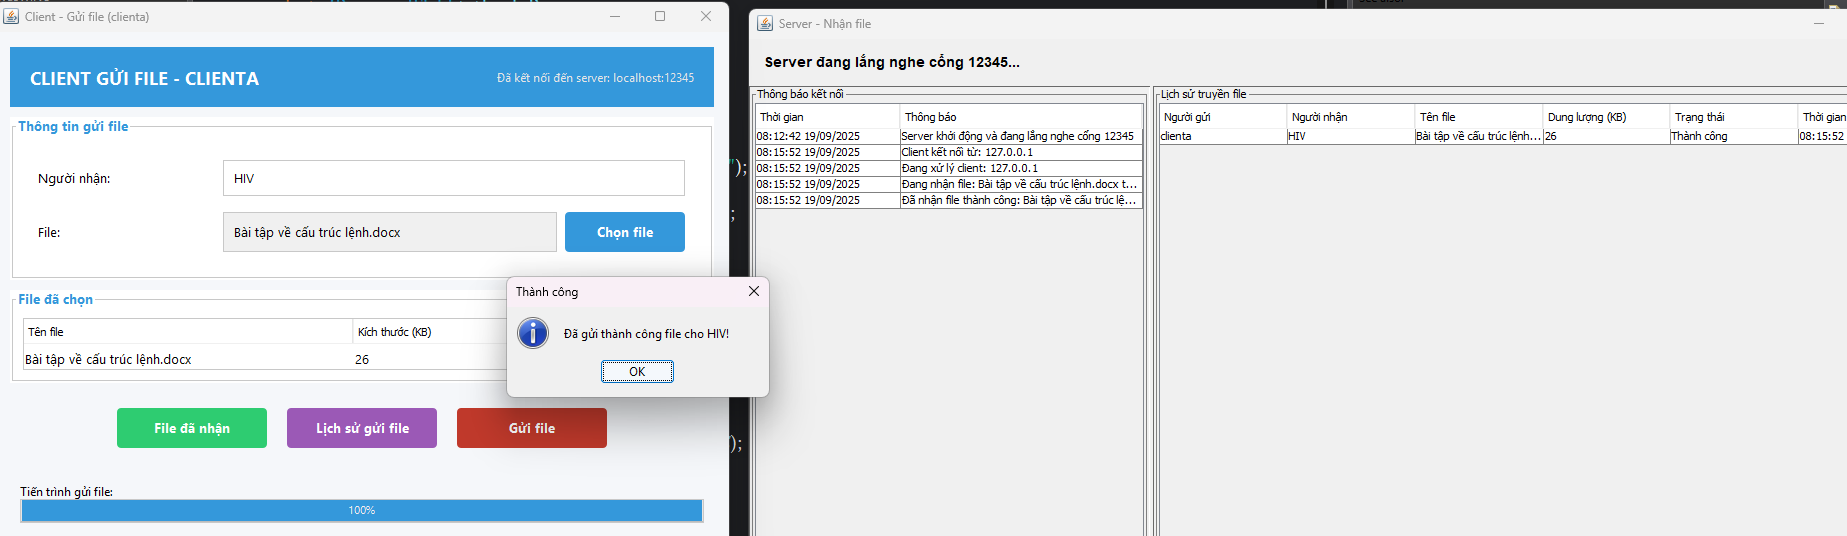 Client - Gửi file (clienta)
CLIENT GỬI FILE - CLIENTA
Đã kết nối đến server: localhost:12345
Thông tin gửi file
Người nhận:
HIV
File:
Bài tập về cấu trúc lệnh.docx
Chọn file
File đã chọn
Tên file
Kích thước (KB)
Bài tập về cấu trúc lệnh.docx
26
Thành công
Đã gửi thành công file cho HIV!
OK
File đã nhận
Lịch sử gửi file
Gửi file
Tiến trình gửi file:
100%
");
;
);
Server - Nhận file
Server đang lắng nghe cổng 12345...
Thông báo kết nối
Thời gian
Thông báo
08:12:42 19/09/2025
Server khởi động và đang lắng nghe cổng 12345
08:15:52 19/09/2025
Client kết nối từ: 127.0.0.1
08:15:52 19/09/2025
Đang xử lý client: 127.0.0.1
08:15:52 19/09/2025
Đang nhận file: Bài tập về cấu trúc lệnh.docx t...
08:15:52 19/09/2025
Đã nhận file thành công: Bài tập về cấu trúc lệ...
Lịch sử truyền file
Người gửi
Người nhận
Tên file
Dung lượng (KB)
Trạng thái
Thời gian
clienta
HIV
Bài tập về cấu trúc lệnh....
26
Thành công
08:15:52